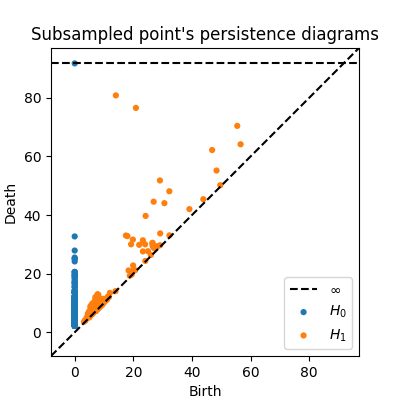 Subsampled point's persistence diagrams
Death
80
60
40
20
0
0 20 40 60 80
Birth
∞
H₀
H₁